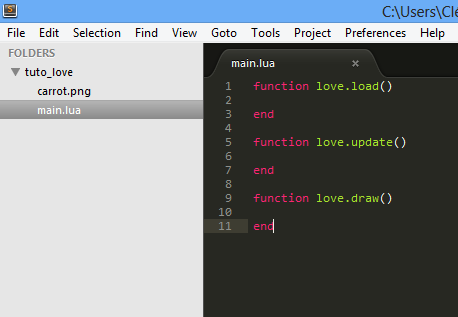 C:\Users\Cle
File Edit Selection Find View Goto Tools Project Preferences Help
FOLDERS
tuto_love
carrot.png
main.lua
main.lua ×
1 function love.load()
2
3 end
4
5 function love.update()
6
7 end
8
9 function love.draw()
10
11 end